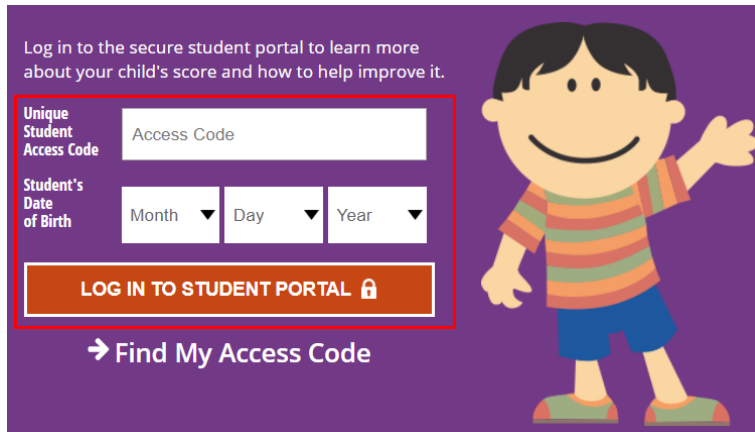 Log in to the secure student portal to learn more
about your child's score and how to help improve it.
Unique
Student
Access Code
Access Code
Student's
Date
of Birth
Month Day Year
LOG IN TO STUDENT PORTAL
Find My Access Code